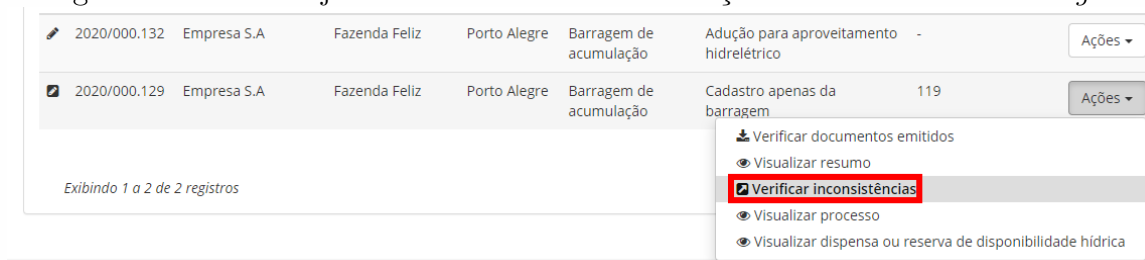 2020/000.132 Empresa S.A Fazenda Feliz Porto Alegre Barragem de acumulação Adução para aproveitamento hidrelétrico - Ações
2020/000.129 Empresa S.A Fazenda Feliz Porto Alegre Barragem de acumulação Cadastro apenas da barragem 119 Ações
Verificar documentos emitidos
Visualizar resumo
Verificar inconsistências
Visualizar processo
Visualizar dispensa ou reserva de disponibilidade hídrica
Exibindo 1 a 2 de 2 registros